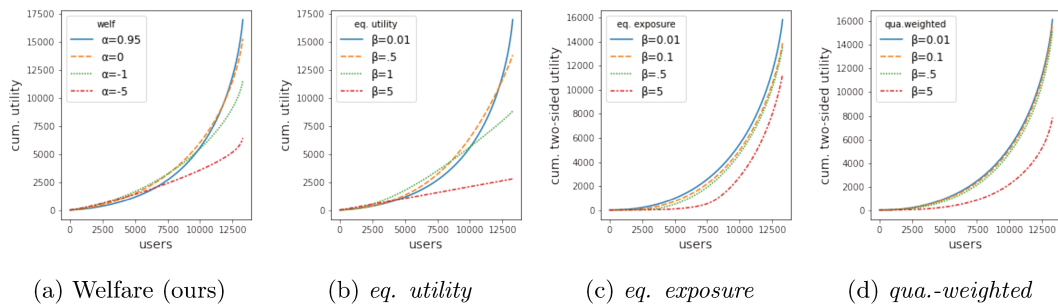 cum. utility
17500
15000
12500
10000
7500
5000
2500
0
welf
α=0.95
α=0
α=-1
α=-5
0 2500 5000 7500 10000 12500
users
(a) Welfare (ours)
cum. utility
17500
15000
12500
10000
7500
5000
2500
0
eq. utility
β=0.01
β=.5
β=1
β=5
0 2500 5000 7500 10000 12500
users
(b) eq. utility
cum. two-sided utility
16000
14000
12000
10000
8000
6000
4000
2000
0
eq. exposure
β=0.01
β=0.1
β=.5
β=5
0 2500 5000 7500 10000 12500
users
(c) eq. exposure
cum. two-sided utility
16000
14000
12000
10000
8000
6000
4000
2000
0
qua.weighted
β=0.01
β=0.1
β=.5
β=5
0 2500 5000 7500 10000 12500
users
(d) qua.-weighted